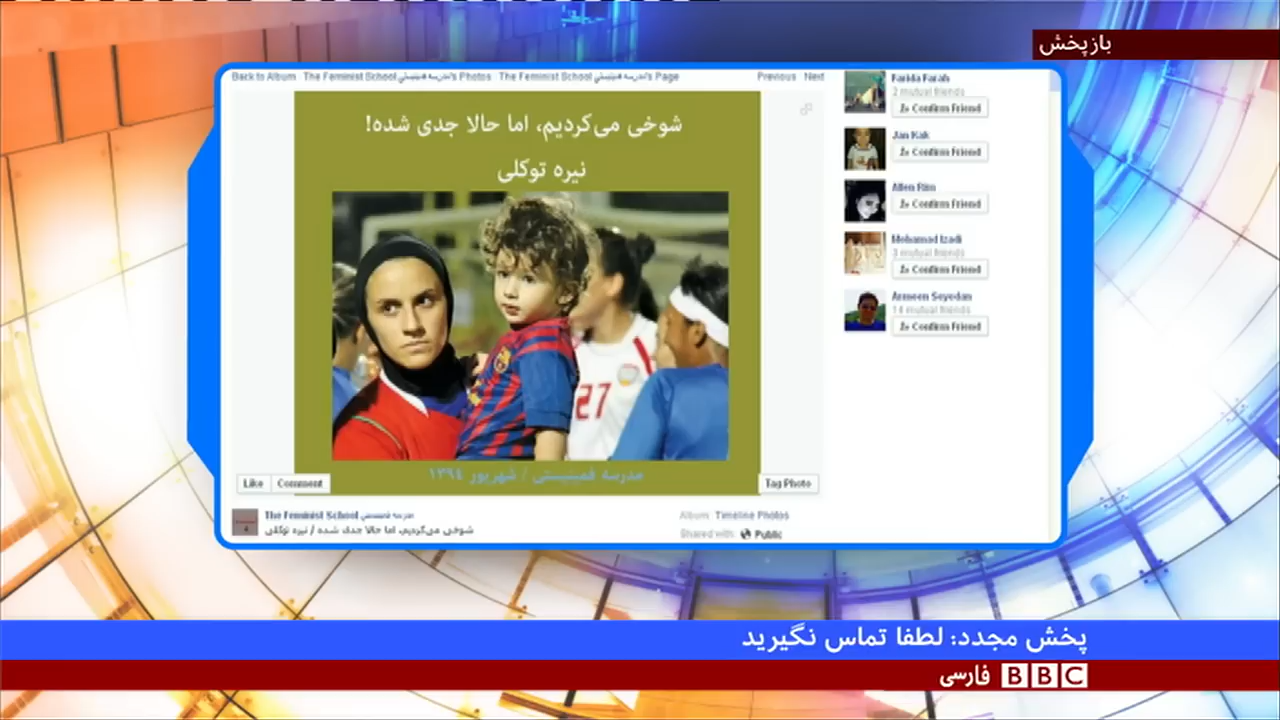 بازپخش
Back to Album The Feminist School مدرسه فمینیستی's Photos The Feminist School مدرسه فمینیستی's Page Previous Next
شوخی می‌کردیم، اما حالا جدی شده!
نیره توکلی
27
مدرسه فمینیستی / شهریور ۱۳۹٤
Like Comment Tag Photo
The Feminist School مدرسه فمینیستی
شوخی می‌کردیم، اما حالا جدی شده / نیره توکلی
Album Timeline Photos
Shared with: Public
Farida Farah
2 mutual friends
Confirm Friend
Jan Kak
Confirm Friend
Allen Rim
Confirm Friend
Mohamad Izadi
3 mutual friends
Confirm Friend
Armeen Seyedan
14 mutual friends
Confirm Friend
پخش مجدد: لطفا تماس نگیرید
BBC فارسی